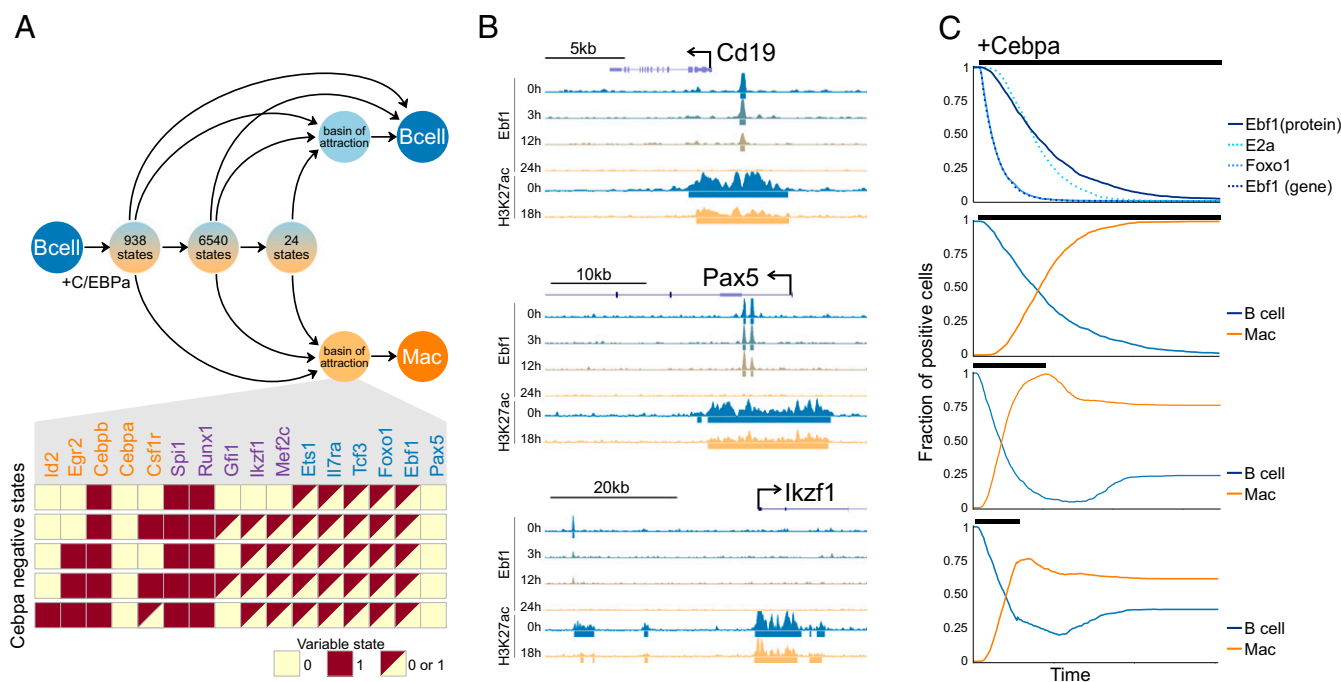 A
Bcell
+C/EBPa
938
states
6540
states
24
states
basin of
attraction
Bcell
basin of
attraction
Mac
Id2
Egr2
Cebpb
Cebpa
Csf1r
Spi1
Runx1
Gfi1
Ikzf1
Mef2c
Ets1
Il7ra
Tcf3
Foxo1
Ebf1
Pax5
Cebpa negative states
Variable state
0
1
0 or 1
B
5kb
Cd19
Ebf1
0h
3h
12h
24h
H3K27ac
0h
18h
10kb
Pax5
Ebf1
0h
3h
12h
24h
H3K27ac
0h
18h
20kb
Ikzf1
Ebf1
0h
3h
12h
24h
H3K27ac
0h
18h
C
+Cebpa
Fraction of positive cells
1
0.75
0.50
0.25
0
Ebf1(protein)
E2a
Foxo1
Ebf1 (gene)
1
0.75
0.50
0.25
0
B cell
Mac
1
0.75
0.50
0.25
0
B cell
Mac
1
0.75
0.50
0.25
0
B cell
Mac
Time